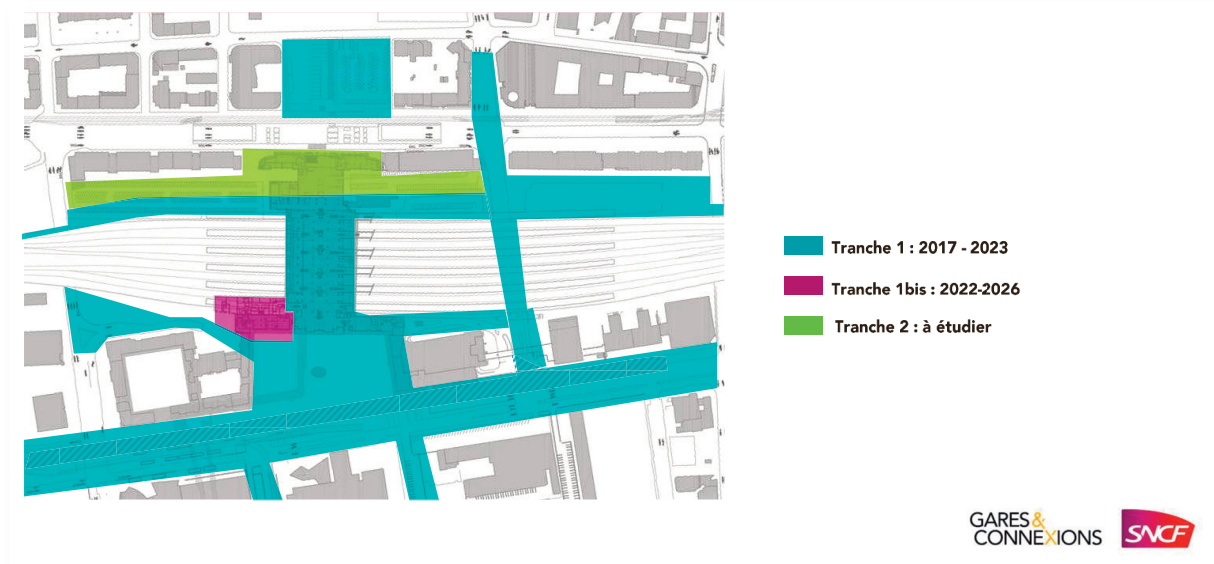 Tranche 1 : 2017 - 2023
Tranche 1bis : 2022-2026
Tranche 2 : à étudier
GARES &
CONNEXIONS
SNCF